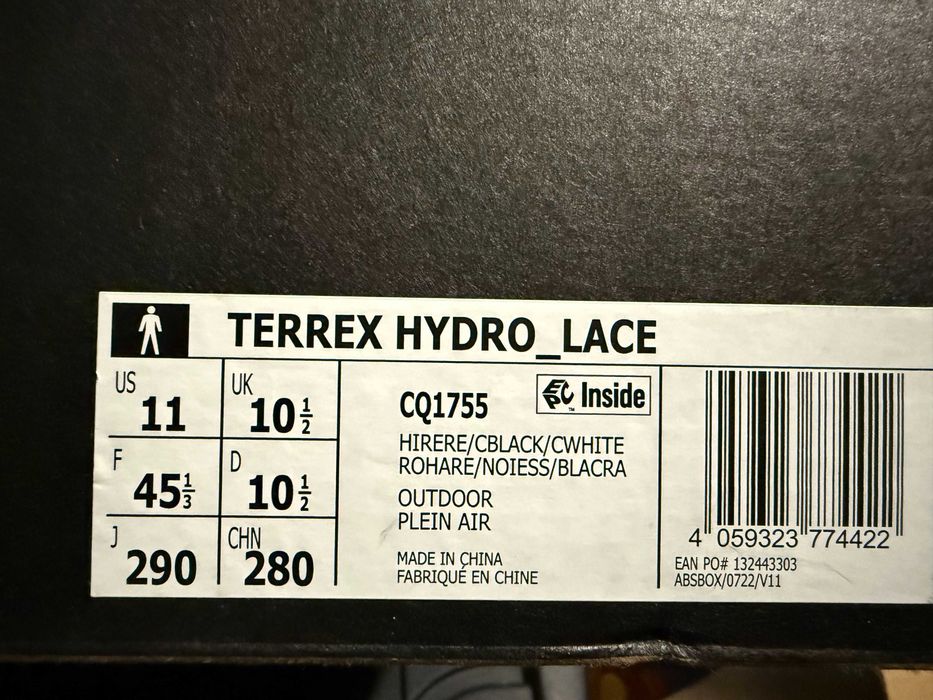 TERREX HYDRO_LACE
US 11
UK 10 1/2
F 45 1/3
D 10 1/2
J 290
CHN 280
CQ1755
Inside
TM
HIRERE/CBLACK/CWHITE
ROHARE/NOIESS/BLACRA
OUTDOOR
PLEIN AIR
MADE IN CHINA
FABRIQUÉ EN CHINE
4 059323 774422
EAN PO# 132443303
ABSBOX/0722/V11